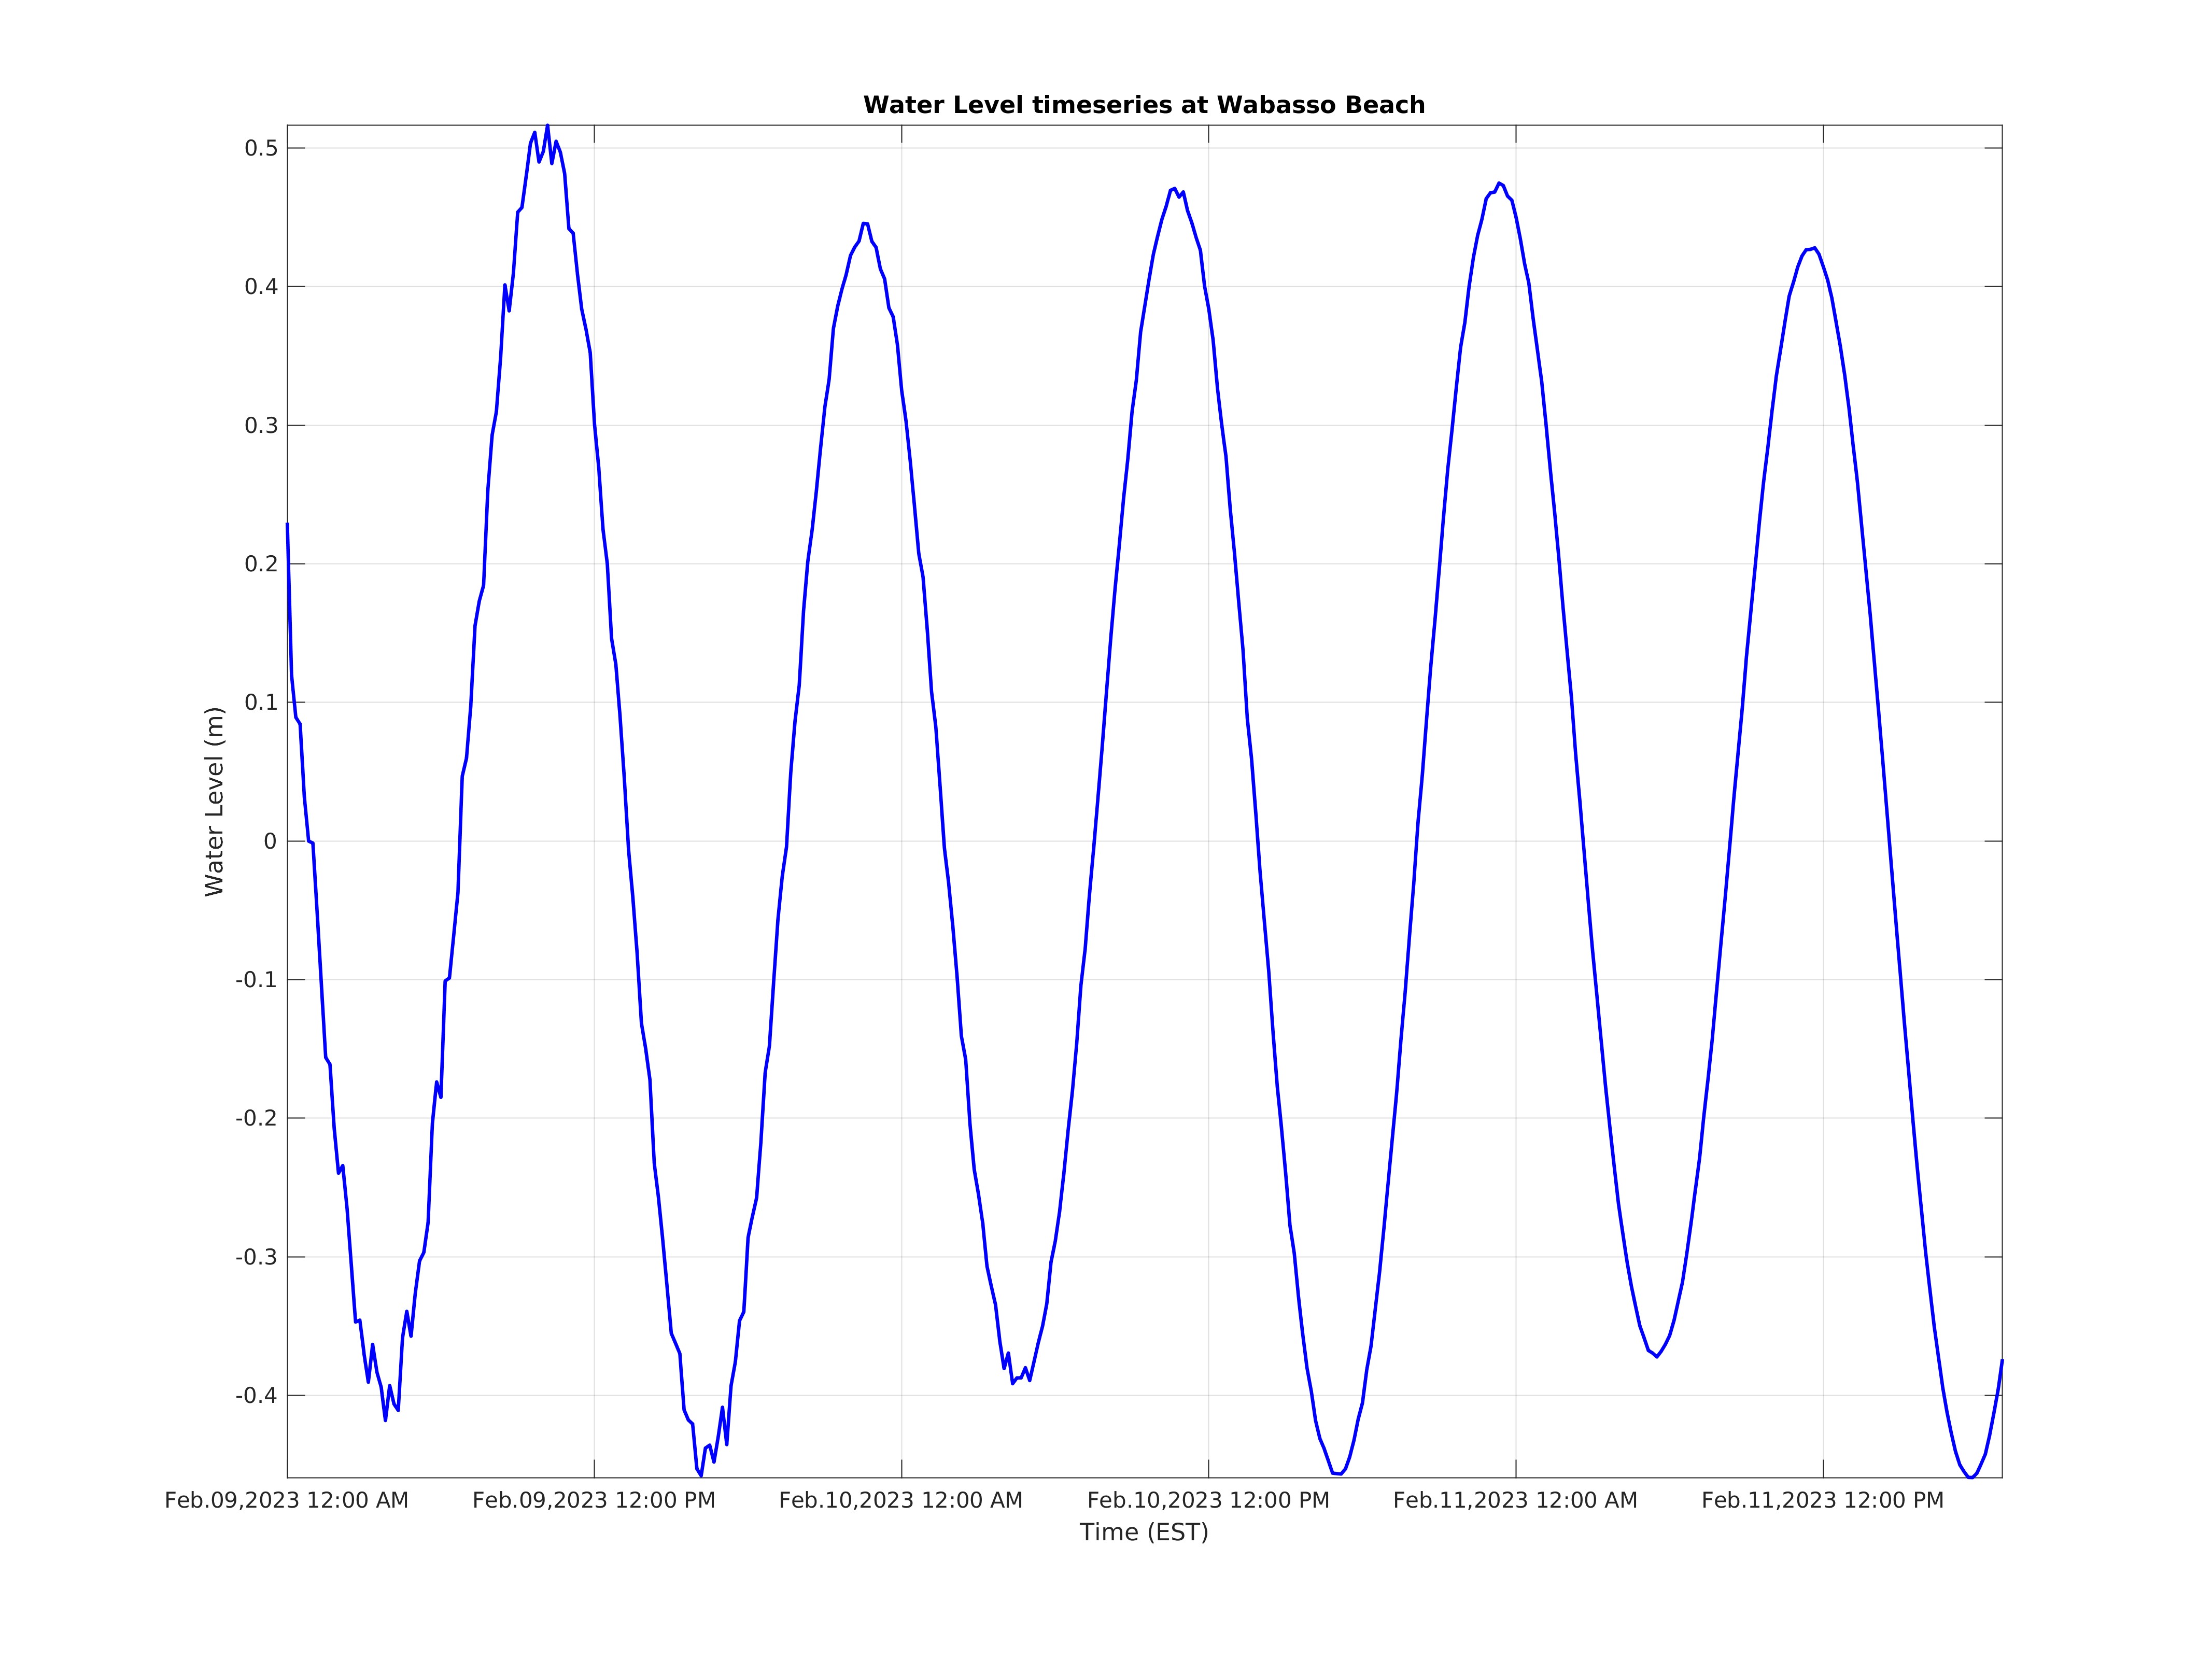 Water Level timeseries at Wabasso Beach
0.5
0.4
0.3
0.2
0.1
0
-0.1
-0.2
-0.3
-0.4
Water Level (m)
Feb.09,2023 12:00 AM Feb.09,2023 12:00 PM Feb.10,2023 12:00 AM Feb.10,2023 12:00 PM Feb.11,2023 12:00 AM Feb.11,2023 12:00 PM
Time (EST)